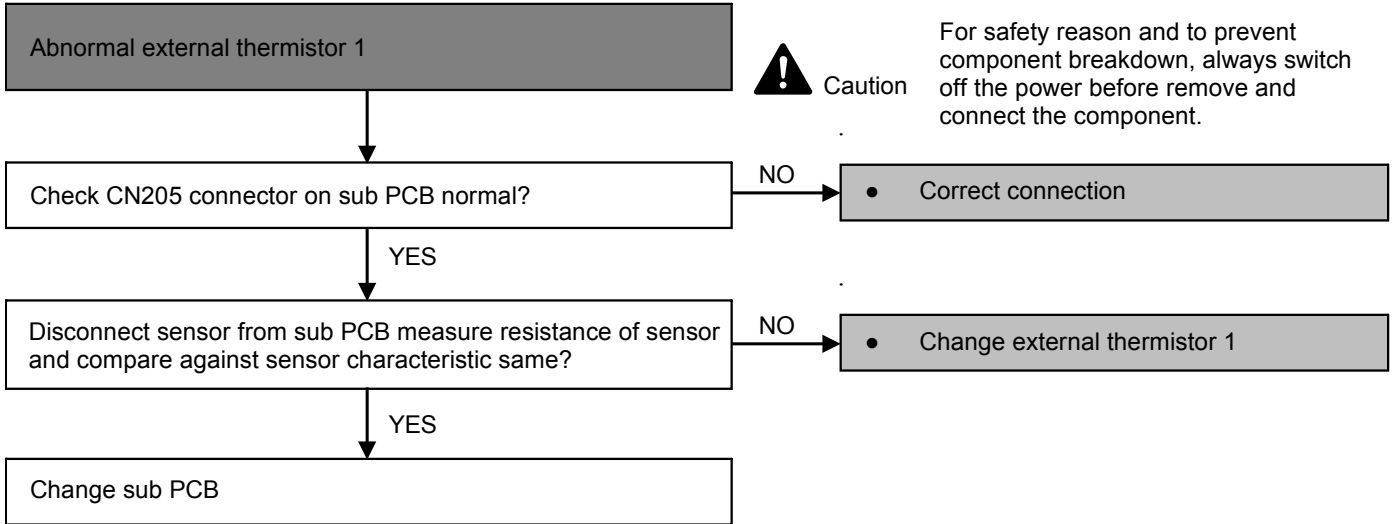 Abnormal external thermistor 1
Caution
For safety reason and to prevent
component breakdown, always switch
off the power before remove and
connect the component.
.
Check CN205 connector on sub PCB normal?
NO
● Correct connection
YES
.
Disconnect sensor from sub PCB measure resistance of sensor
and compare against sensor characteristic same?
NO
● Change external thermistor 1
YES
Change sub PCB